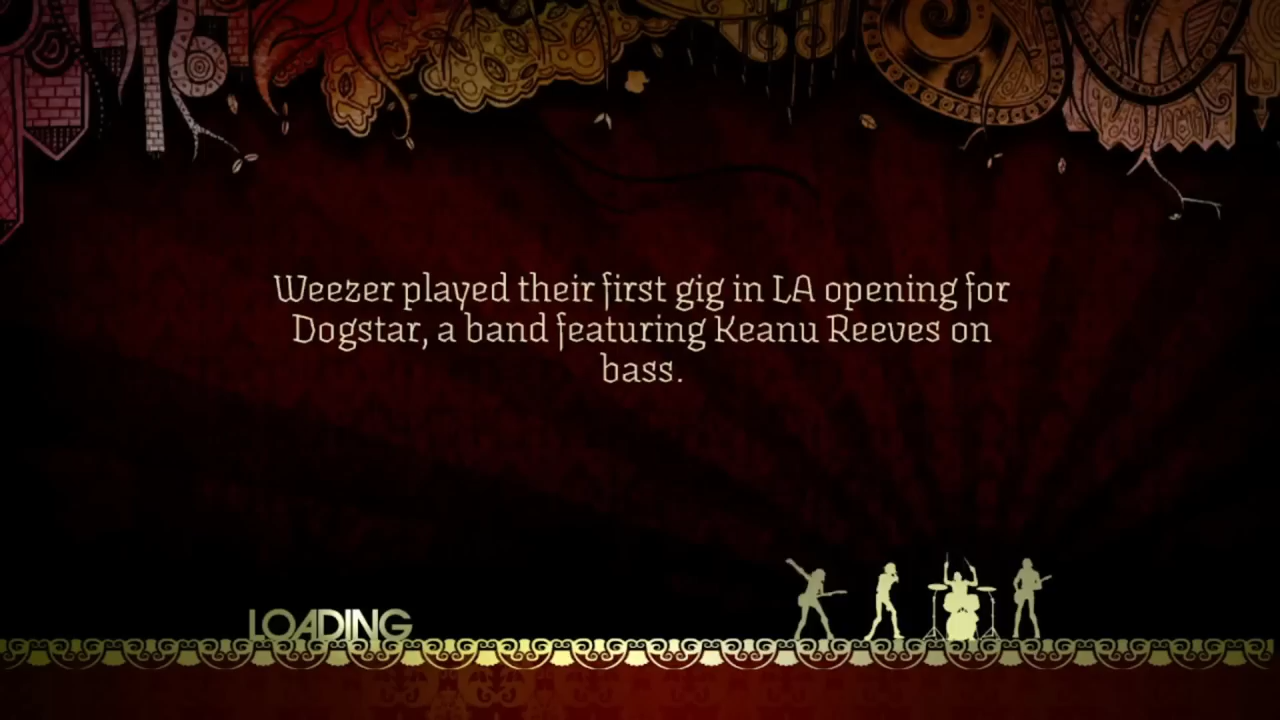 Weezer played their first gig in LA opening for
Dogstar, a band featuring Keanu Reeves on
bass.
LOADING